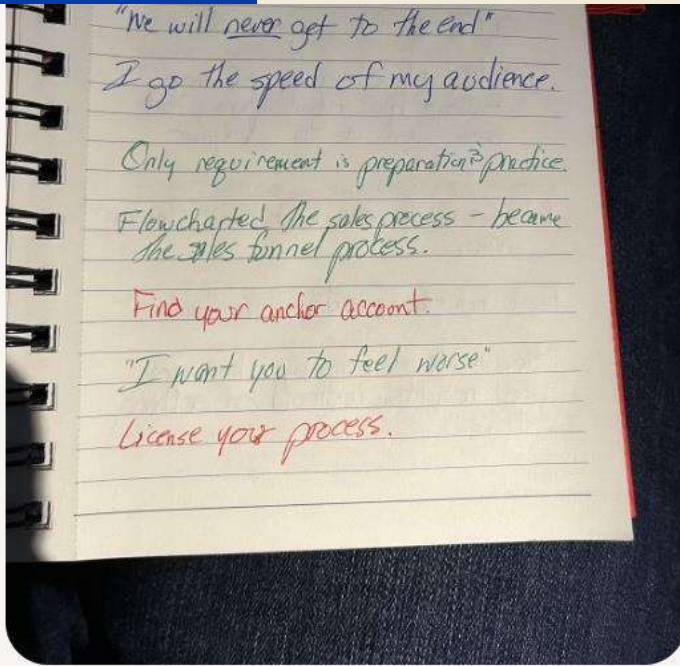 "We will never get to the end"
I go the speed of my audience.
Only requirement is preparation & practice.
Flowcharted the sales process - became
the sales funnel process.
Find your anchor account.
"I want you to feel worse"
License your process.